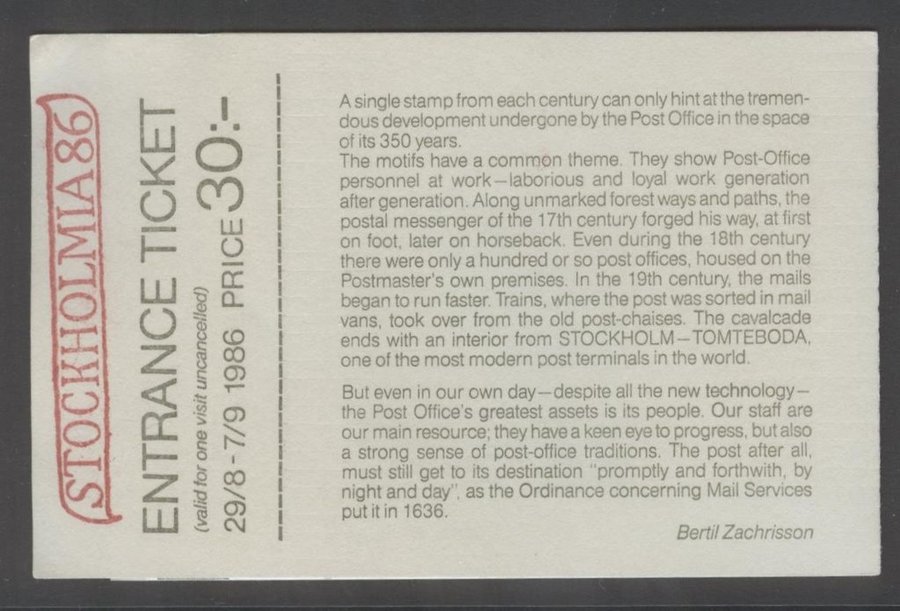 STOCKHOLMIA 86
ENTRANCE TICKET
(valid for one visit uncancelled)
29/8 - 7/9 1986 PRICE 30:-
A single stamp from each century can only hint at the tremen-
dous development undergone by the Post Office in the space
of its 350 years.
The motifs have a common theme. They show Post-Office
personnel at work—laborious and loyal work generation
after generation. Along unmarked forest ways and paths, the
postal messenger of the 17th century forged his way, at first
on foot, later on horseback. Even during the 18th century
there were only a hundred or so post offices, housed on the
Postmaster's own premises. In the 19th century, the mails
began to run faster. Trains, where the post was sorted in mail
vans, took over from the old post-chaises. The cavalcade
ends with an interior from STOCKHOLM—TOMTEBODA,
one of the most modern post terminals in the world.
But even in our own day—despite all the new technology—
the Post Office's greatest assets is its people. Our staff are
our main resource; they have a keen eye to progress, but also
a strong sense of post-office traditions. The post after all,
must still get to its destination "promptly and forthwith, by
night and day", as the Ordinance concerning Mail Services
put it in 1636.
Bertil Zachrisson